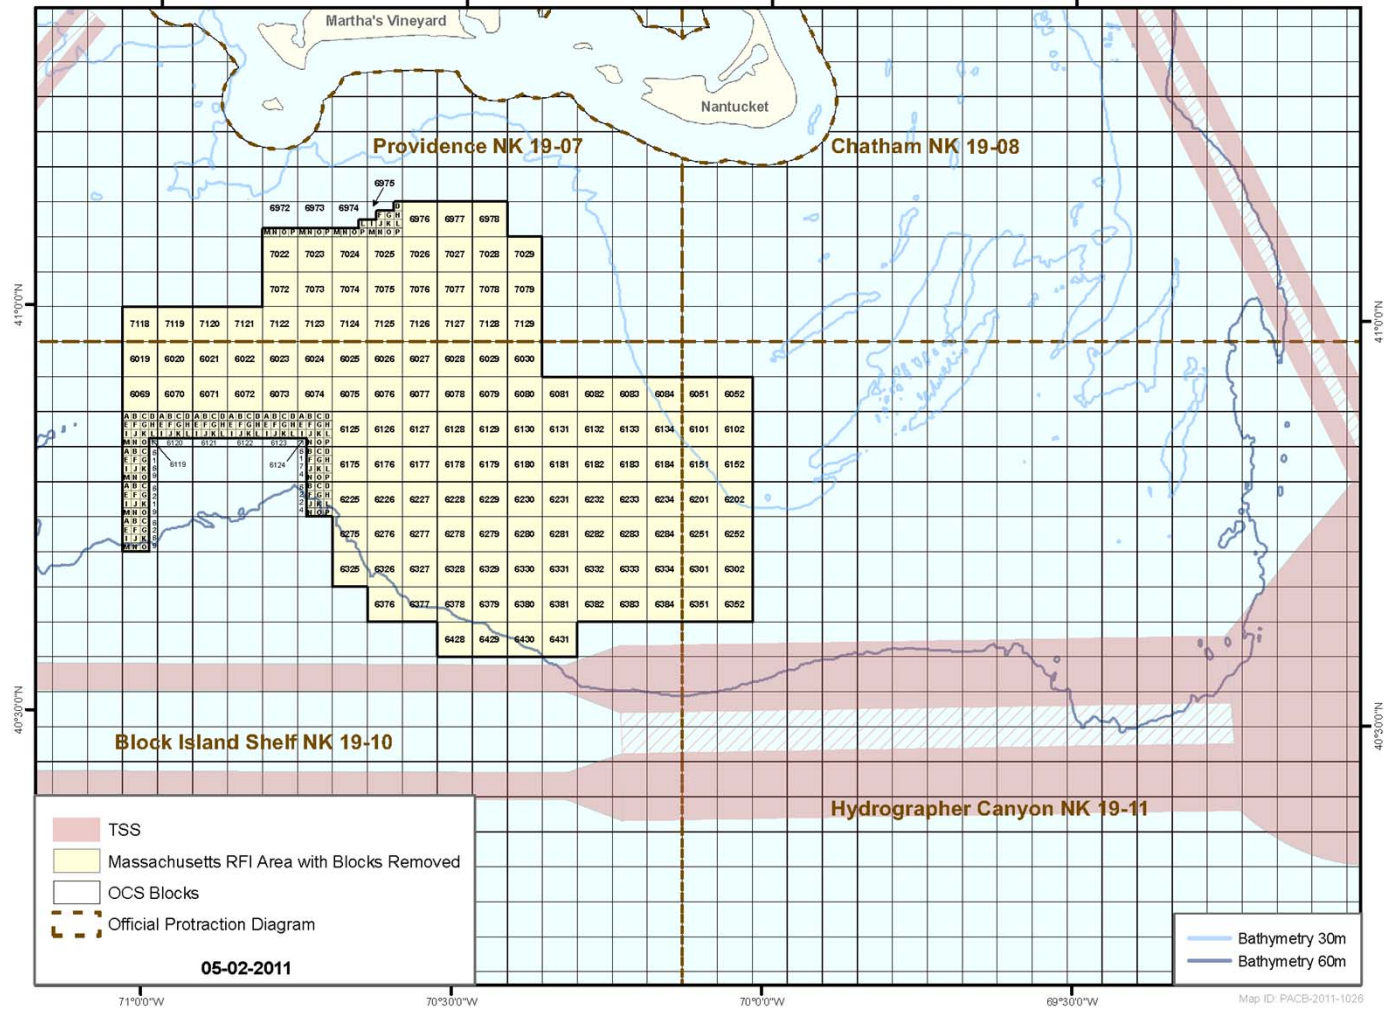 Martha's Vineyard
Nantucket
Providence NK 19-07
Chatham NK 19-08
6975
6972 6973 6974
D
6976 6977 6978
F G H
L I J K L
M N O P M N O P M N O P M N O P
7022 7023 7024 7025 7026 7027 7028 7029
7072 7073 7074 7075 7076 7077 7078 7079
41°0'0"N
41°0'0"N
7118 7119 7120 7121 7122 7123 7124 7125 7126 7127 7128 7129
6019 6020 6021 6022 6023 6024 6025 6026 6027 6028 6029 6030
6069 6070 6071 6072 6073 6074 6075 6076 6077 6078 6079 6080 6081 6082 6083 6084 6051 6052
A B C D A B C D A B C D A B C D A B C D A B C D
E F G H E F G H E F G H E F G H E F G H E F G H
I J K L I J K L I J K L I J K L I J K L I J K L
6125 6126 6127 6128 6129 6130 6131 6132 6133 6134 6101 6102
M N O 6120 6121 6122 6123 N O P
6119 6124
A B C 6169 6174 B C D
E F G F G H
I J K J K L
M N O N O P
6175 6176 6177 6178 6179 6180 6181 6182 6183 6184 6151 6152
A B C 6219 6224 B C D
E F G F G H
I J K J K L
M N O N O P
6225 6226 6227 6228 6229 6230 6231 6232 6233 6234 6201 6202
A B C 6269
E F G
I J K
M N O
6275 6276 6277 6278 6279 6280 6281 6282 6283 6284 6251 6252
6325 6326 6327 6328 6329 6330 6331 6332 6333 6334 6301 6302
6376 6377 6378 6379 6380 6381 6382 6383 6384 6351 6352
6428 6429 6430 6431
40°30'0"N
40°30'0"N
Block Island Shelf NK 19-10
Hydrographer Canyon NK 19-11
TSS
Massachusetts RFI Area with Blocks Removed
OCS Blocks
Official Protraction Diagram
05-02-2011
Bathymetry 30m
Bathymetry 60m
71°0'0"W 70°30'0"W 70°0'0"W 69°30'0"W
Map ID: PACB-2011-1026